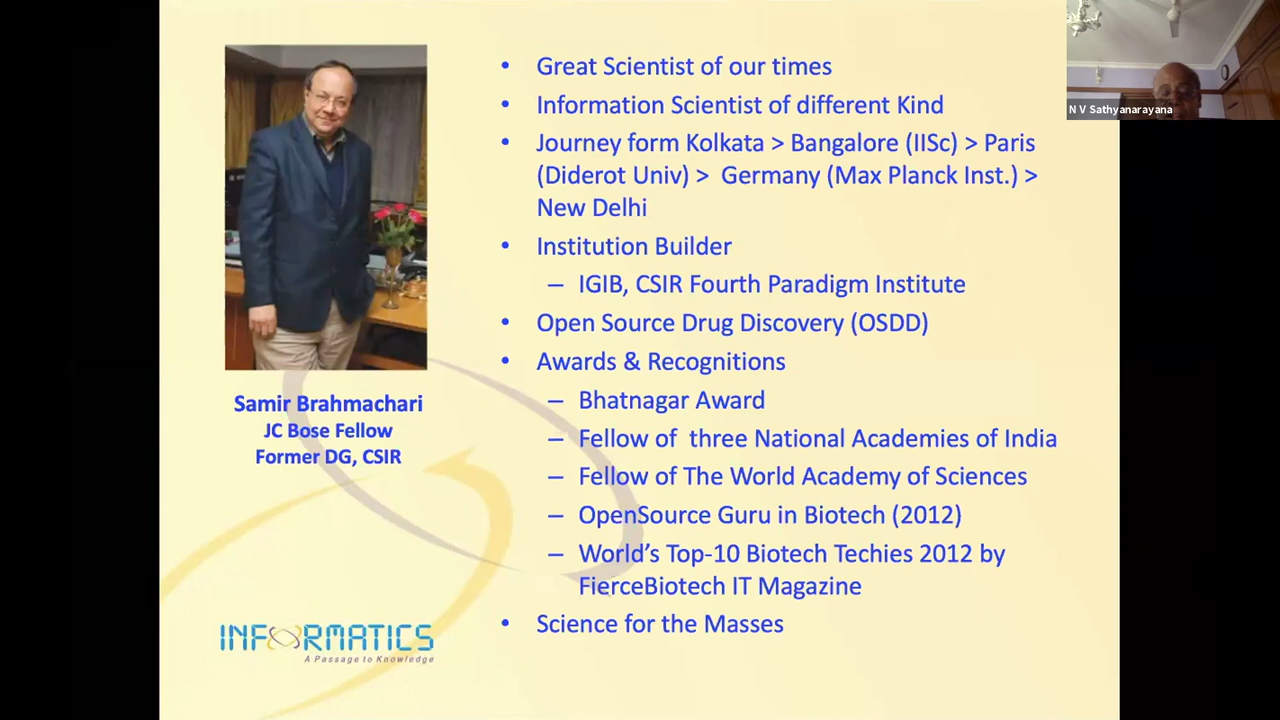 N V Sathyanarayana
• Great Scientist of our times
• Information Scientist of different Kind
• Journey form Kolkata > Bangalore (IISc) > Paris
(Diderot Univ) > Germany (Max Planck Inst.) >
New Delhi
• Institution Builder
– IGIB, CSIR Fourth Paradigm Institute
• Open Source Drug Discovery (OSDD)
• Awards & Recognitions
– Bhatnagar Award
– Fellow of three National Academies of India
– Fellow of The World Academy of Sciences
– OpenSource Guru in Biotech (2012)
– World's Top-10 Biotech Techies 2012 by
FierceBiotech IT Magazine
• Science for the Masses
Samir Brahmachari
JC Bose Fellow
Former DG, CSIR
INFORMATICS
A Passage to Knowledge